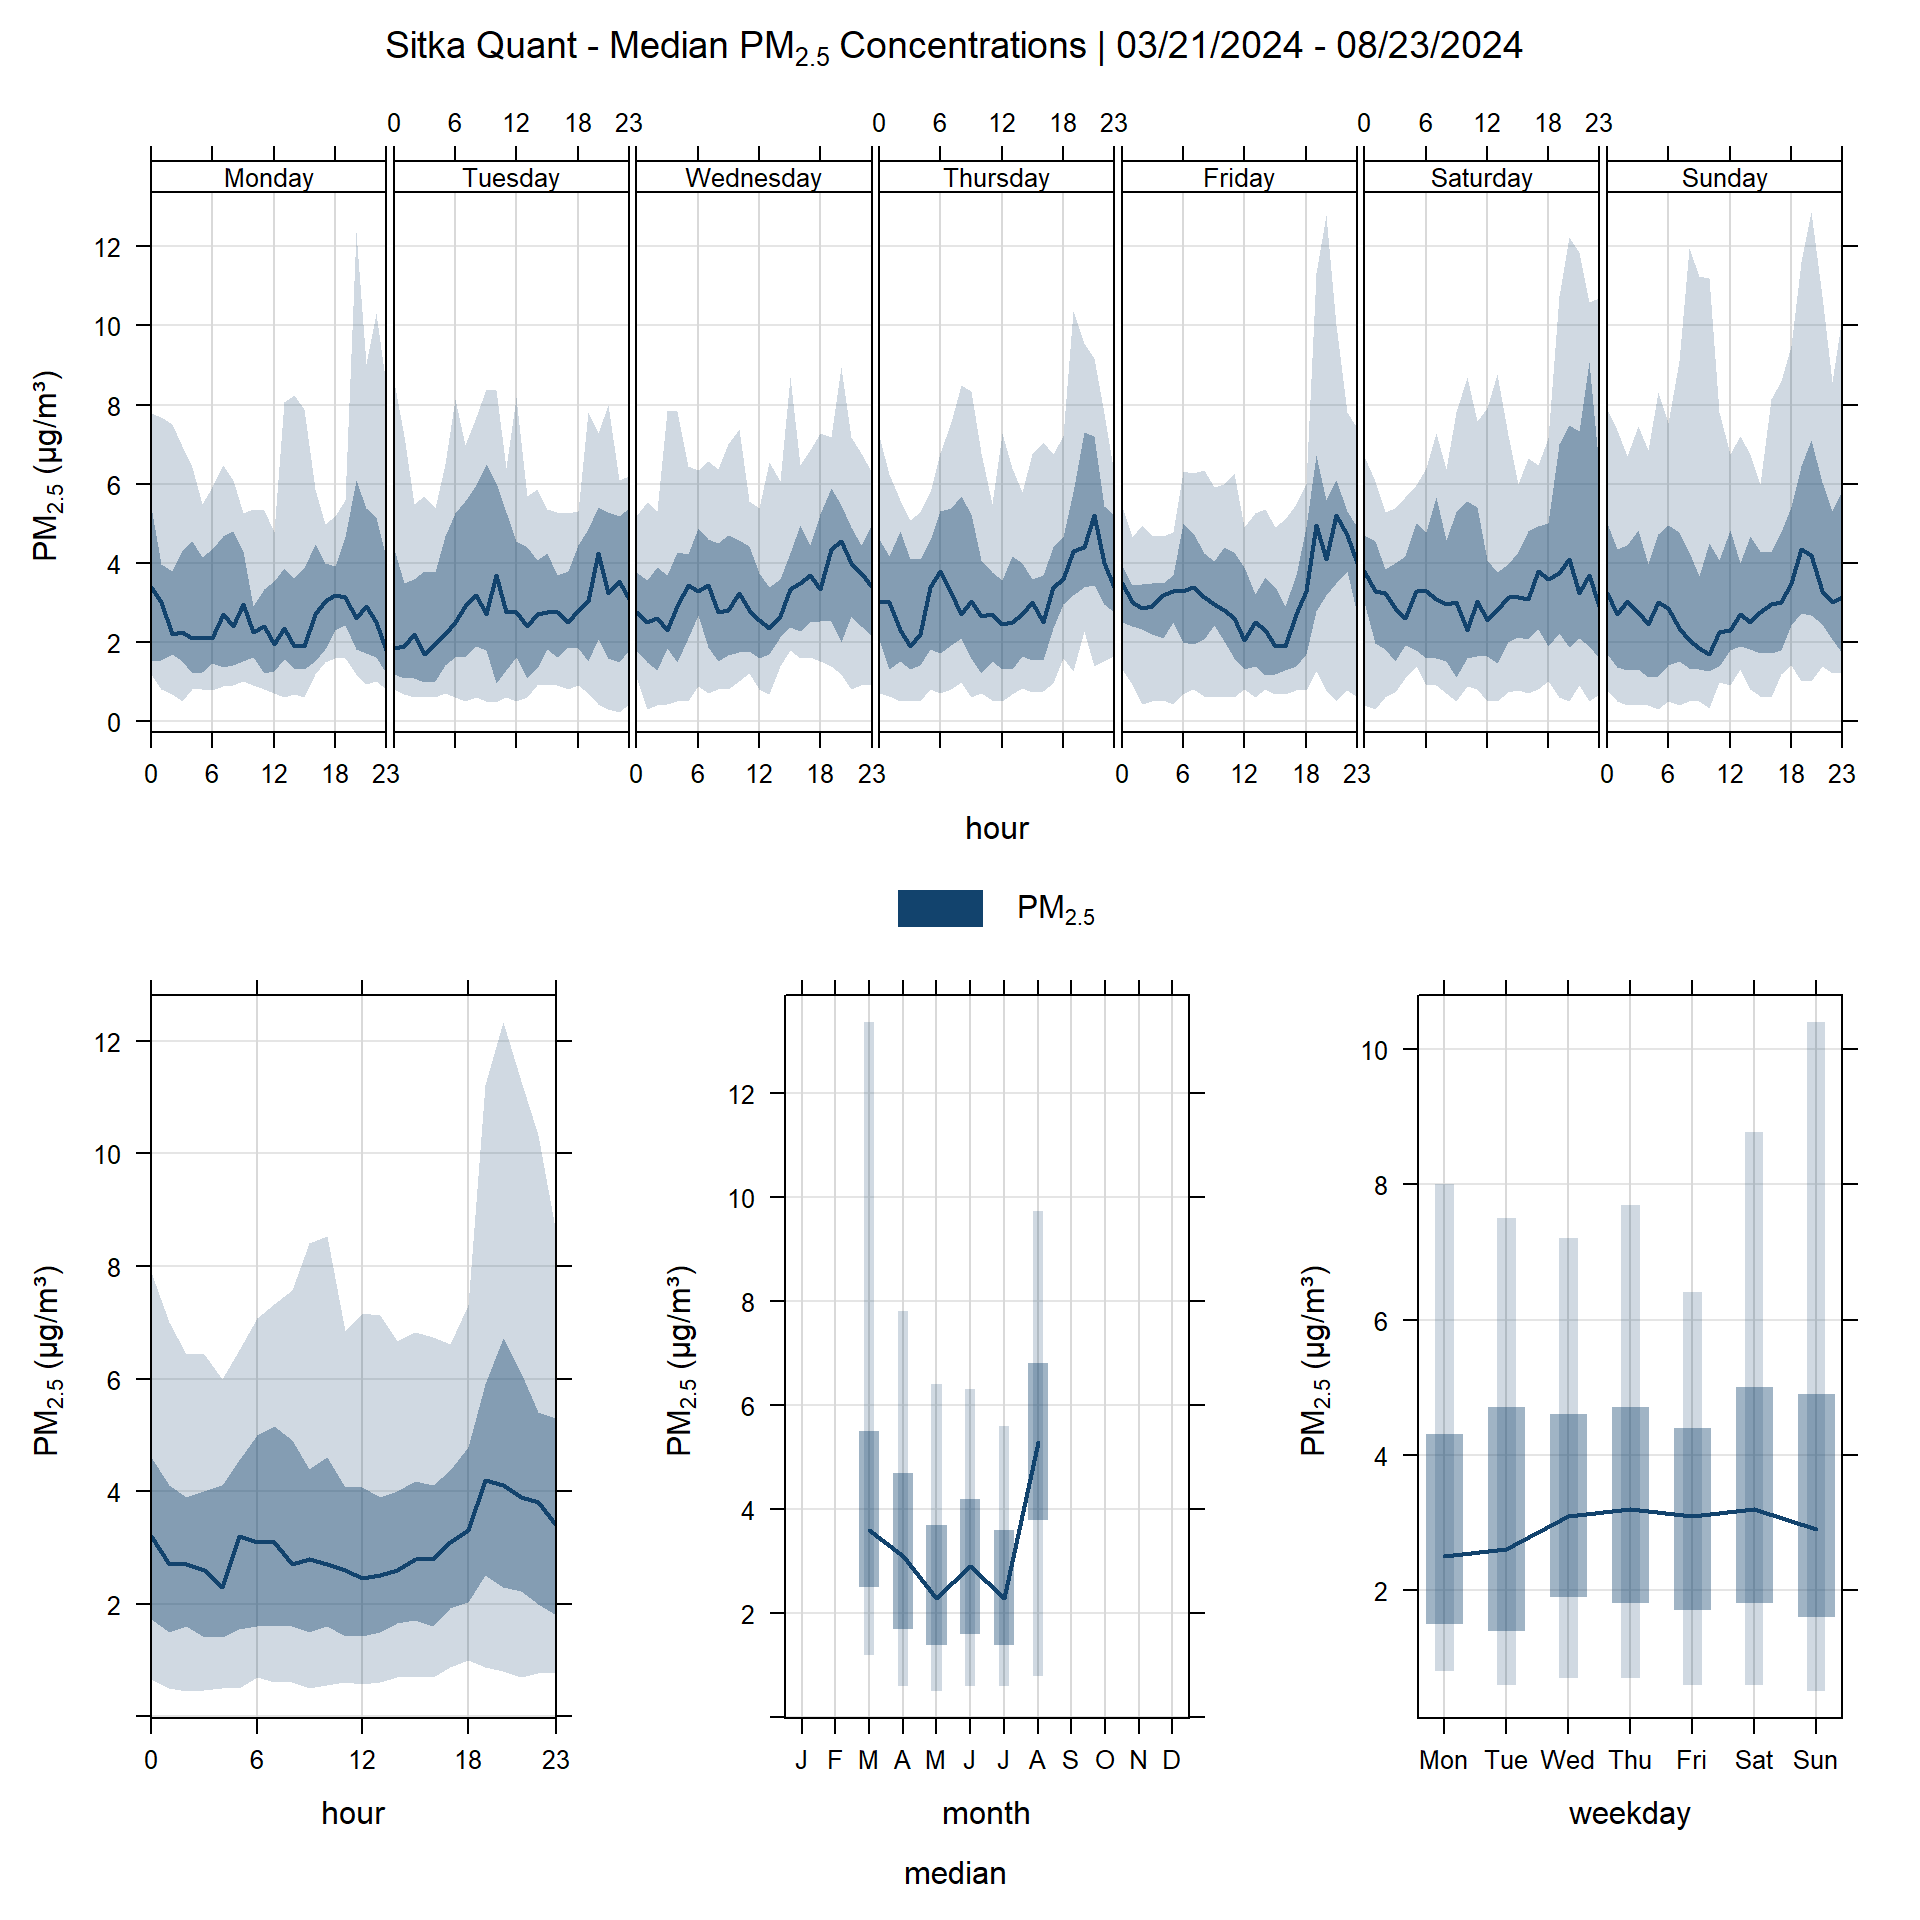 Sitka Quant - Median PM2.5 Concentrations | 03/21/2024 - 08/23/2024
0 6 12 18 23 0 6 12 18 23 0 6 12 18 23
Monday Tuesday Wednesday Thursday Friday Saturday Sunday
12
10
8
6
4
2
0
PM2.5 (µg/m³)
0 6 12 18 23 0 6 12 18 23 0 6 12 18 23 0 6 12 18 23
hour
PM2.5
12
10
8
6
4
2
PM2.5 (µg/m³)
0 6 12 18 23
hour
12
10
8
6
4
2
PM2.5 (µg/m³)
J F M A M J J A S O N D
month
10
8
6
4
2
PM2.5 (µg/m³)
Mon Tue Wed Thu Fri Sat Sun
weekday
median